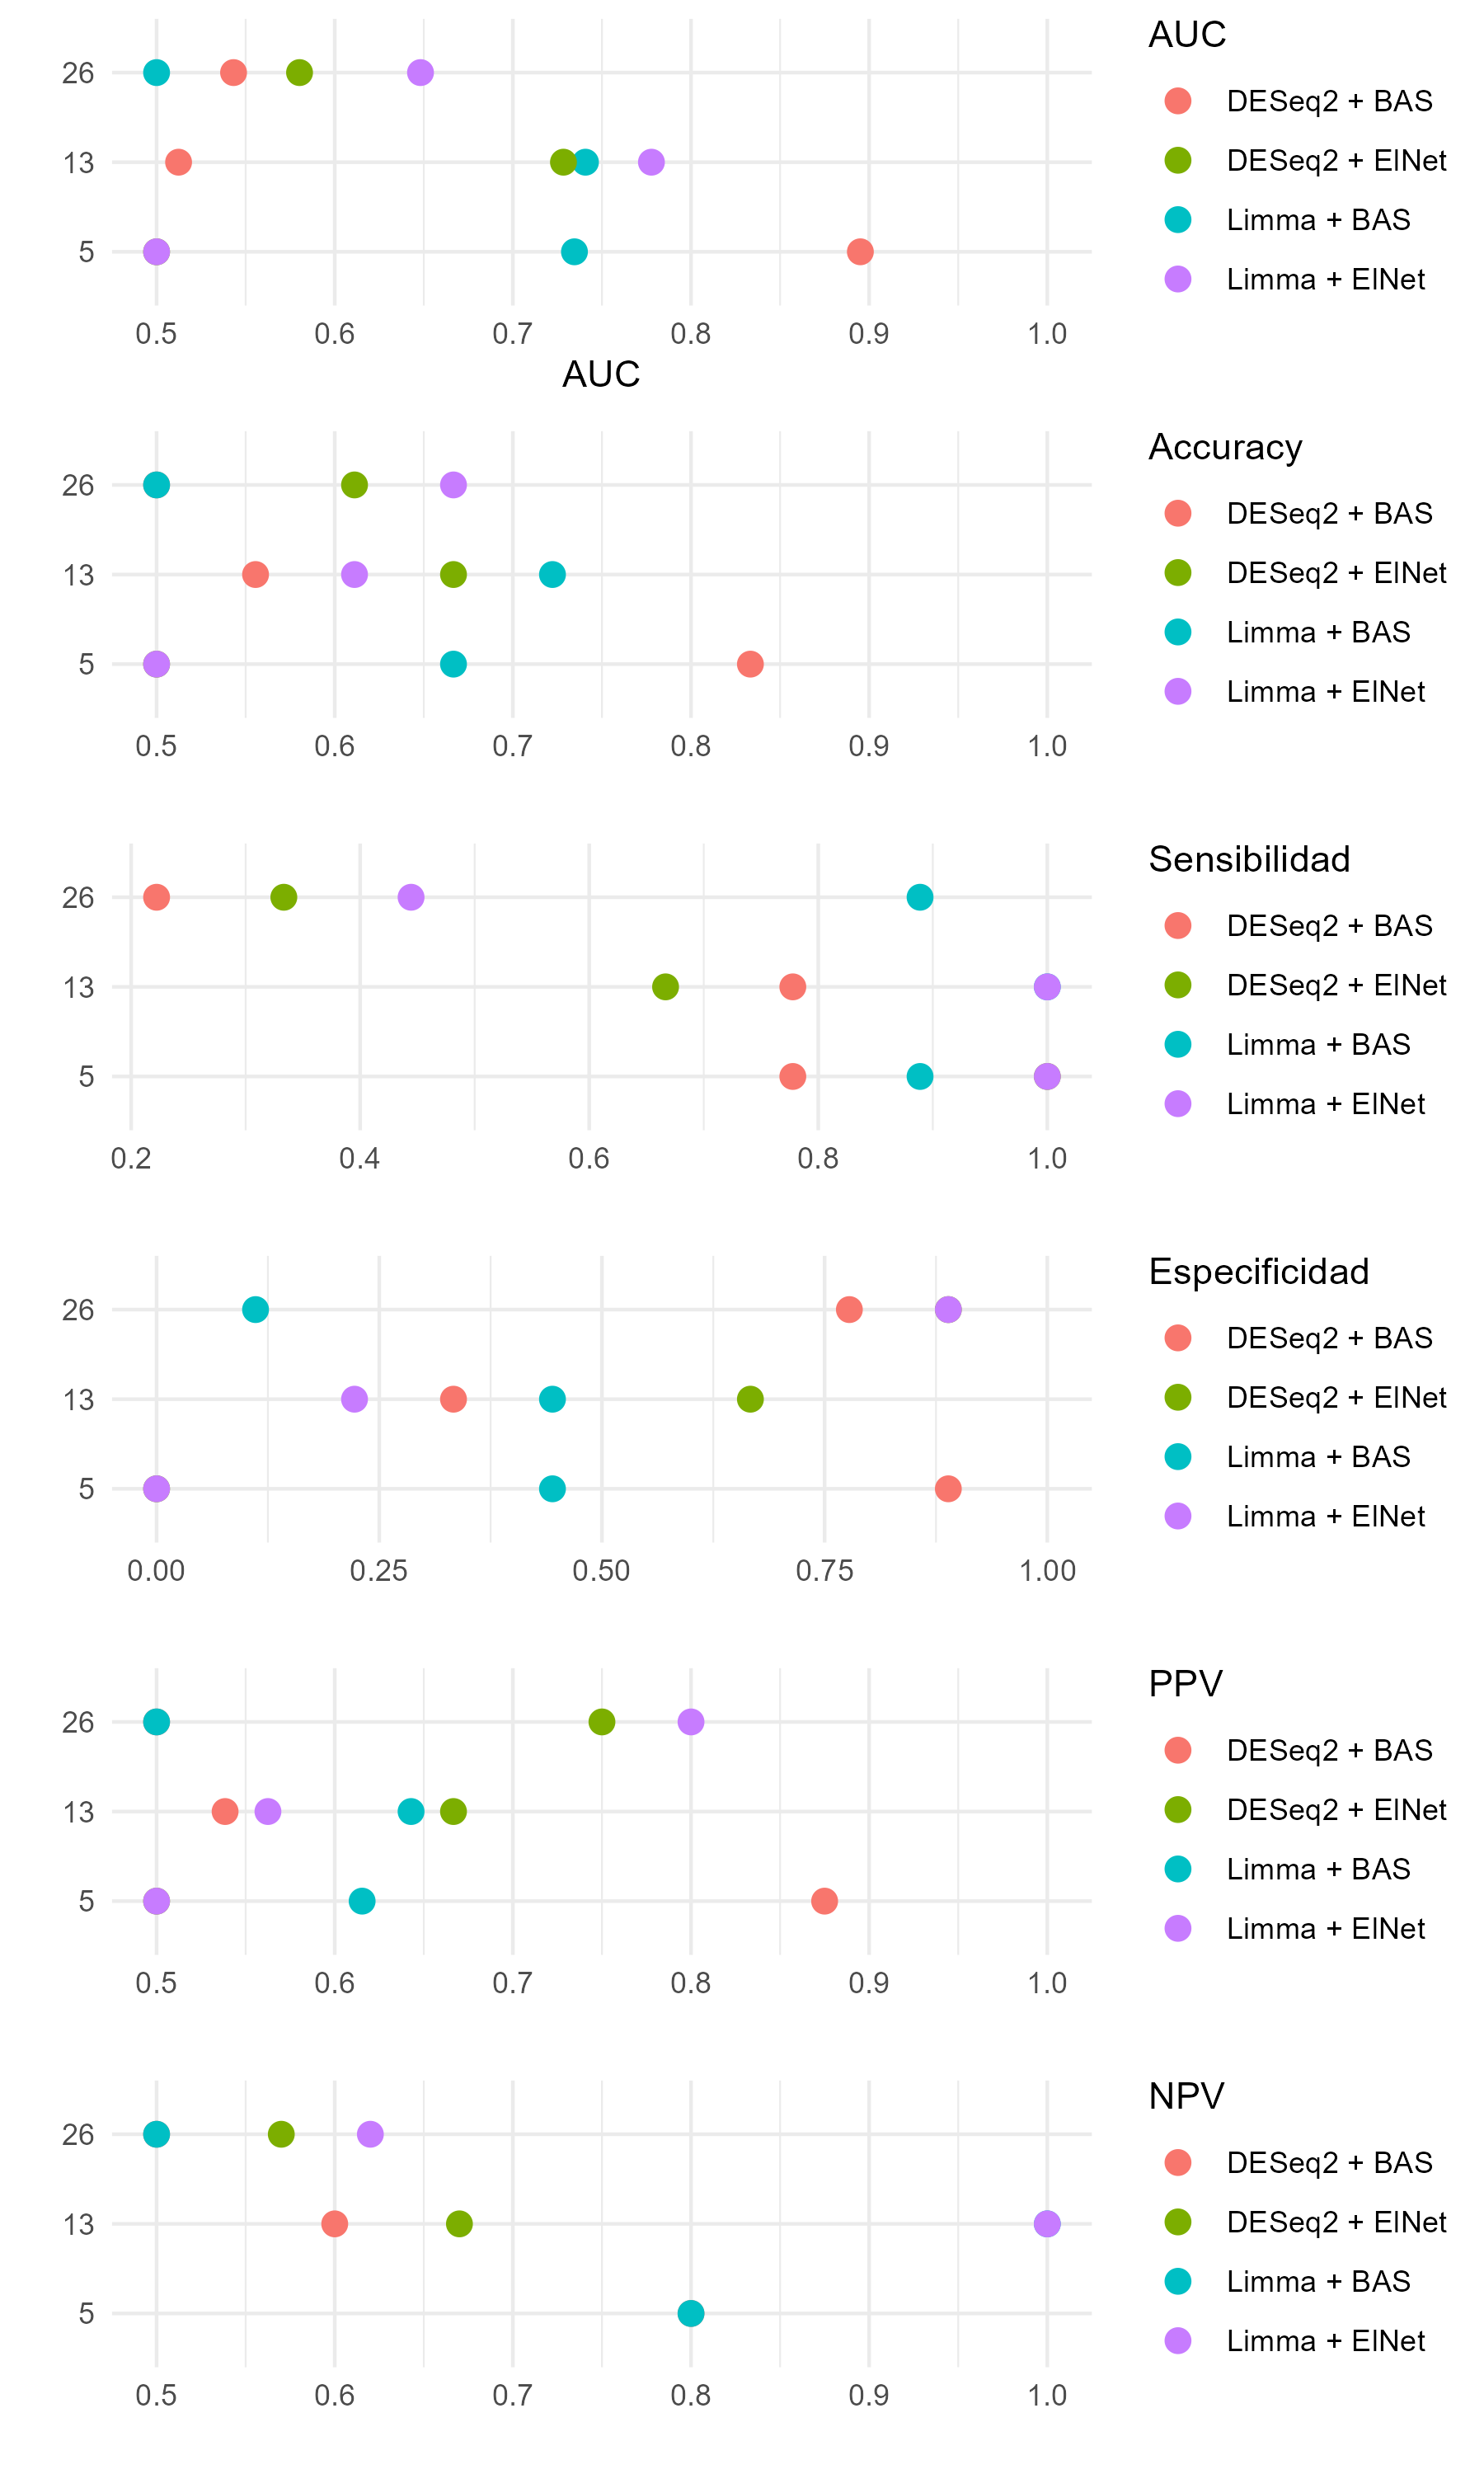 AUC
26
13
5
0.5 0.6 0.7 0.8 0.9 1.0
AUC
DESeq2 + BAS
DESeq2 + ElNet
Limma + BAS
Limma + ElNet
Accuracy
26
13
5
0.5 0.6 0.7 0.8 0.9 1.0
DESeq2 + BAS
DESeq2 + ElNet
Limma + BAS
Limma + ElNet
Sensibilidad
26
13
5
0.2 0.4 0.6 0.8 1.0
DESeq2 + BAS
DESeq2 + ElNet
Limma + BAS
Limma + ElNet
Especificidad
26
13
5
0.00 0.25 0.50 0.75 1.00
DESeq2 + BAS
DESeq2 + ElNet
Limma + BAS
Limma + ElNet
PPV
26
13
5
0.5 0.6 0.7 0.8 0.9 1.0
DESeq2 + BAS
DESeq2 + ElNet
Limma + BAS
Limma + ElNet
NPV
26
13
5
0.5 0.6 0.7 0.8 0.9 1.0
DESeq2 + BAS
DESeq2 + ElNet
Limma + BAS
Limma + ElNet